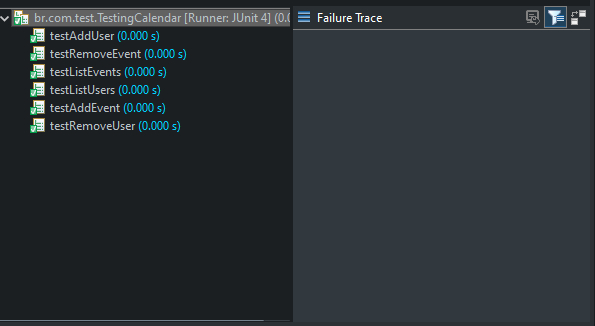 br.com.test.TestingCalendar [Runner: JUnit 4] (0.0
Failure Trace
testAddUser (0.000 s)
testRemoveEvent (0.000 s)
testListEvents (0.000 s)
testListUsers (0.000 s)
testAddEvent (0.000 s)
testRemoveUser (0.000 s)